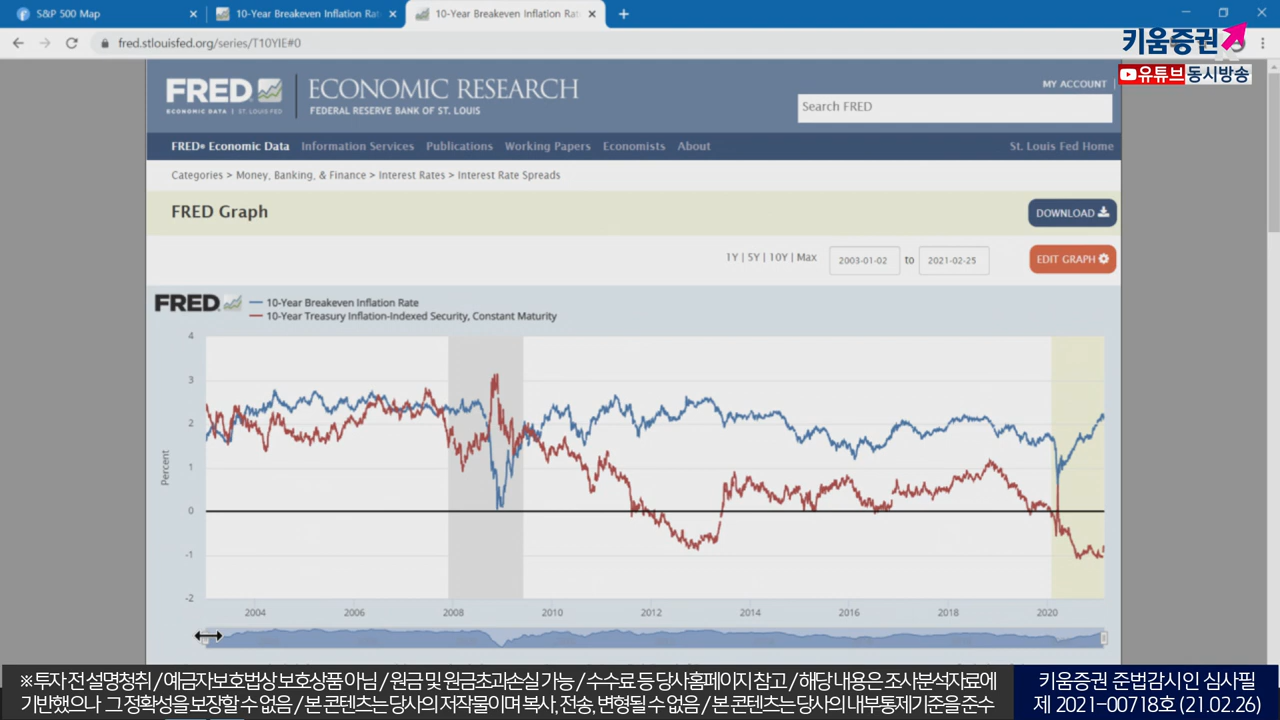 S&P 500 Map
10-Year Breakeven Inflation Rat
10-Year Breakeven Inflation Rat
fred.stlouisfed.org/series/T10YIE#0
키움증권
유튜브동시방송
FRED
ECONOMIC DATA | ST. LOUIS FED
ECONOMIC RESEARCH
FEDERAL RESERVE BANK OF ST. LOUIS
MY ACCOUNT
Search FRED
FRED® Economic Data Information Services Publications Working Papers Economists About St. Louis Fed Home
Categories > Money, Banking, & Finance > Interest Rates > Interest Rate Spreads
FRED Graph
DOWNLOAD
1Y | 5Y | 10Y | Max 2003-01-02 to 2021-02-25
EDIT GRAPH
FRED
10-Year Breakeven Inflation Rate
10-Year Treasury Inflation-Indexed Security, Constant Maturity
4
3
2
1
0
-1
-2
Percent
2004 2006 2008 2010 2012 2014 2016 2018 2020
※ 투자 전 설명청취 / 예금자보호법상 보호상품 아님 / 원금 및 원금초과손실 가능 / 수수료 등 당사홈페이지 참고 / 해당 내용은 조사분석자료에
기반했으나 그 정확성을 보장할 수 없음 / 본 콘텐츠는 당사의 저작물이며 복사, 전송, 변형될 수 없음 / 본 콘텐츠는 당사의 내부통제기준을 준수
키움증권 준법감시인 심사필
제 2021-00718호 (21.02.26)